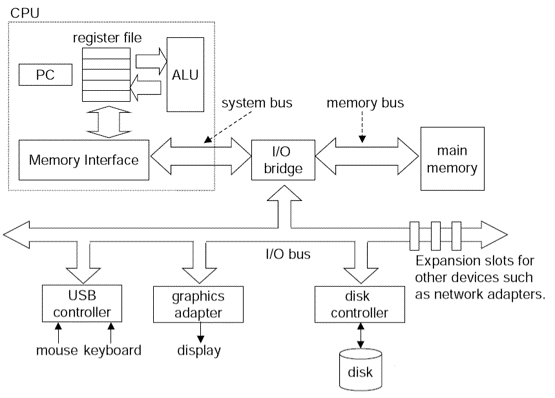 CPU
register file
PC
ALU
system bus
memory bus
Memory Interface
I/O
bridge
main
memory
I/O bus
Expansion slots for
other devices such
as network adapters.
USB
controller
graphics
adapter
disk
controller
mouse keyboard
display
disk